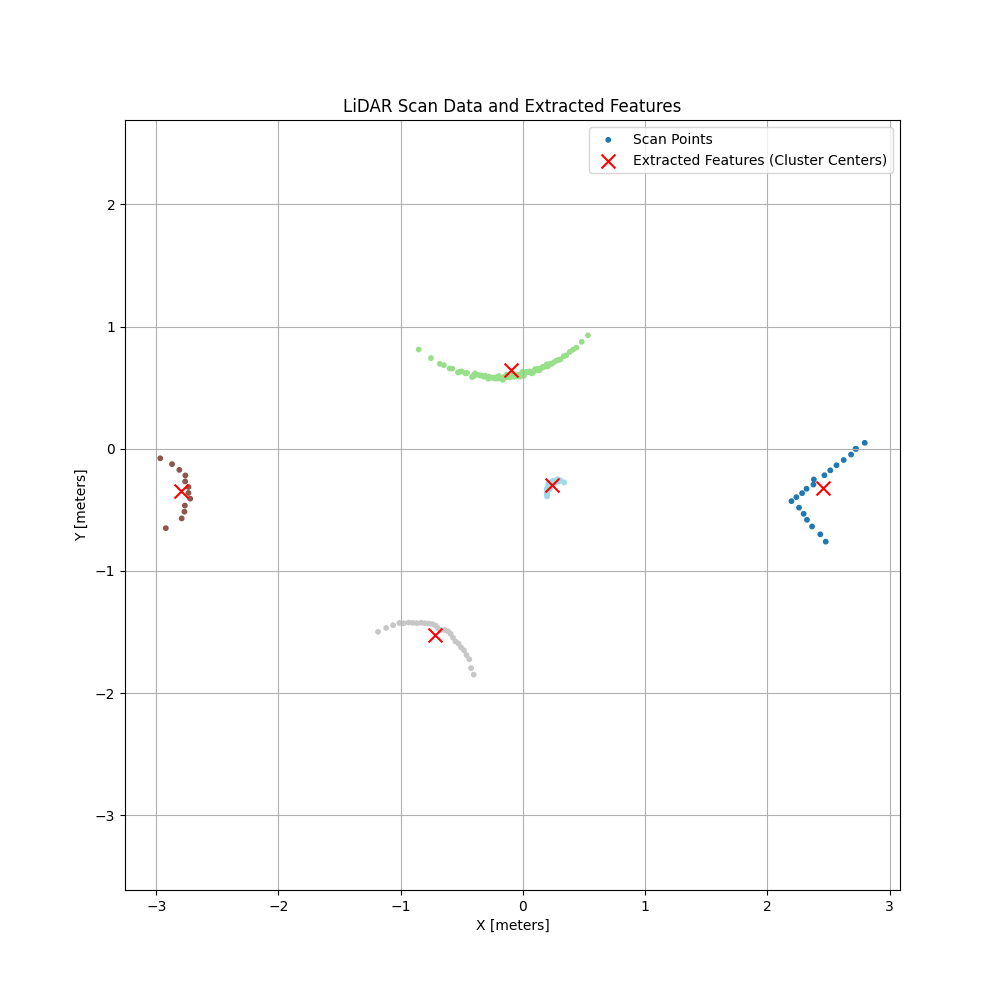 LiDAR Scan Data and Extracted Features
Scan Points
Extracted Features (Cluster Centers)
2
1
0
−1
−2
−3
Y [meters]
−3 −2 −1 0 1 2 3
X [meters]